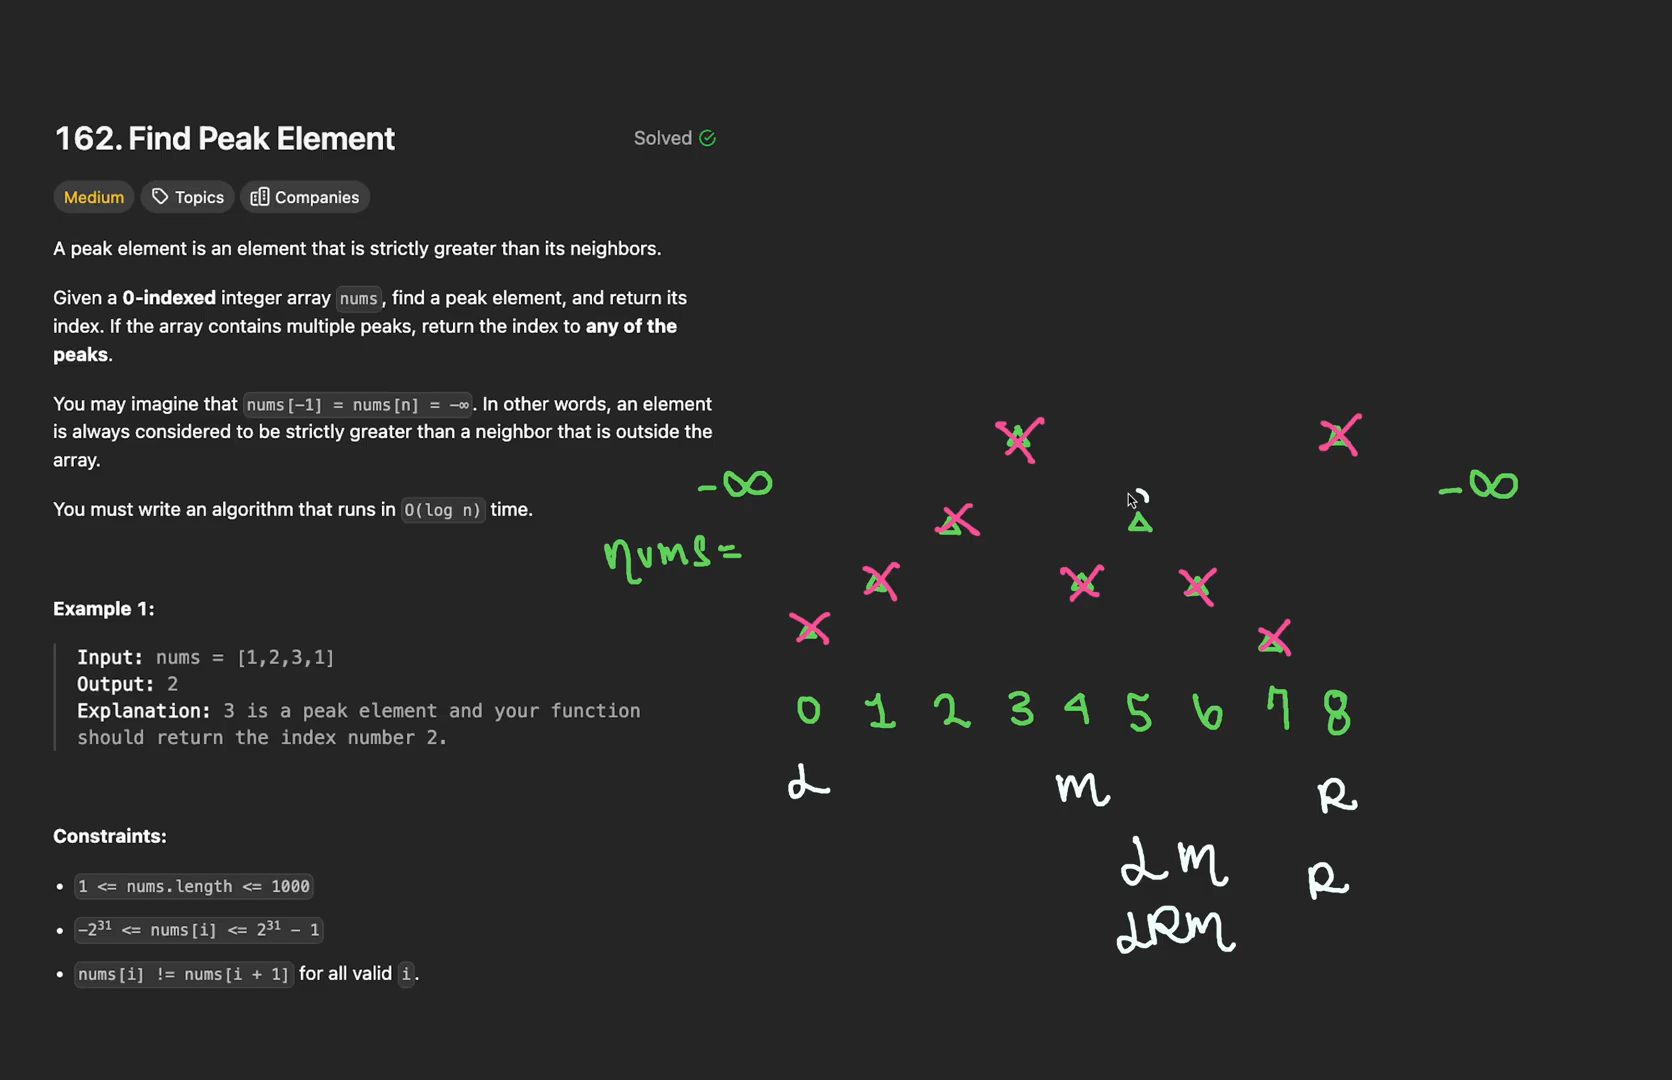 162. Find Peak Element
Solved
Medium
Topics
Companies
A peak element is an element that is strictly greater than its neighbors.
Given a 0-indexed integer array nums, find a peak element, and return its
index. If the array contains multiple peaks, return the index to any of the
peaks.
You may imagine that nums[-1] = nums[n] = -∞. In other words, an element
is always considered to be strictly greater than a neighbor that is outside the
array.
You must write an algorithm that runs in O(log n) time.
Example 1:
Input: nums = [1,2,3,1]
Output: 2
Explanation: 3 is a peak element and your function
should return the index number 2.
Constraints:
• 1 <= nums.length <= 1000
• -2³¹ <= nums[i] <= 2³¹ - 1
• nums[i] != nums[i + 1] for all valid i.
-∞ -∞
nums=
0 1 2 3 4 5 6 7 8
L m R
L m R
L R m